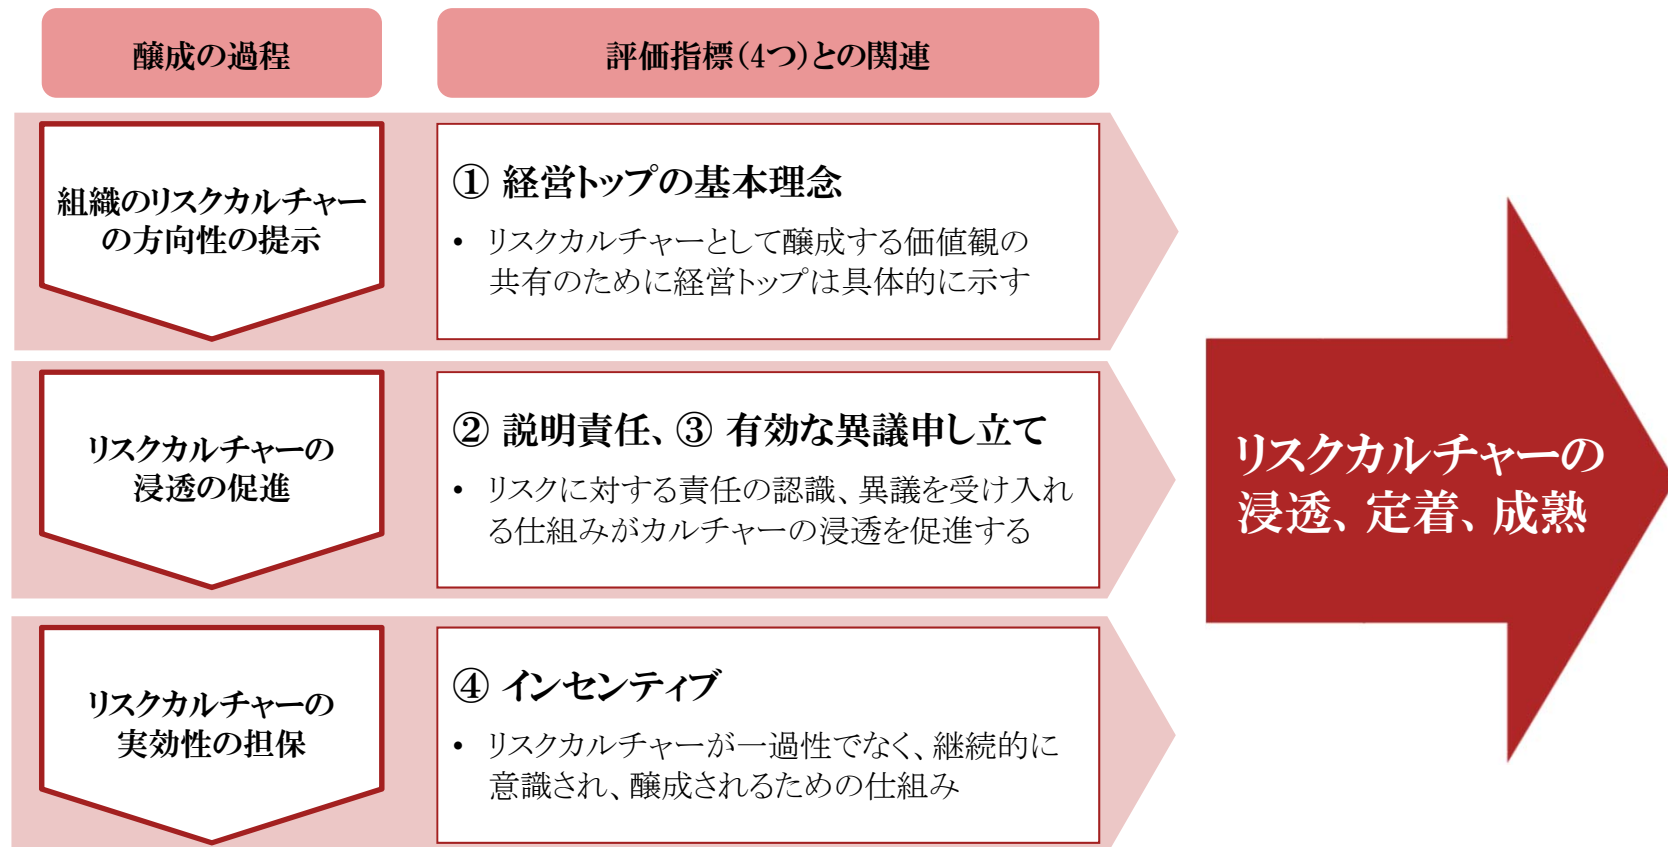 醸成の過程
評価指標（4つ）との関連
組織のリスクカルチャー
の方向性の提示
① 経営トップの基本理念
• リスクカルチャーとして醸成する価値観の
共有のために経営トップは具体的に示す
リスクカルチャーの
浸透の促進
② 説明責任、③ 有効な異議申し立て
• リスクに対する責任の認識、異議を受け入れ
る仕組みがカルチャーの浸透を促進する
リスクカルチャーの
実効性の担保
④ インセンティブ
• リスクカルチャーが一過性でなく、継続的に
意識され、醸成されるための仕組み
リスクカルチャーの
浸透、定着、成熟